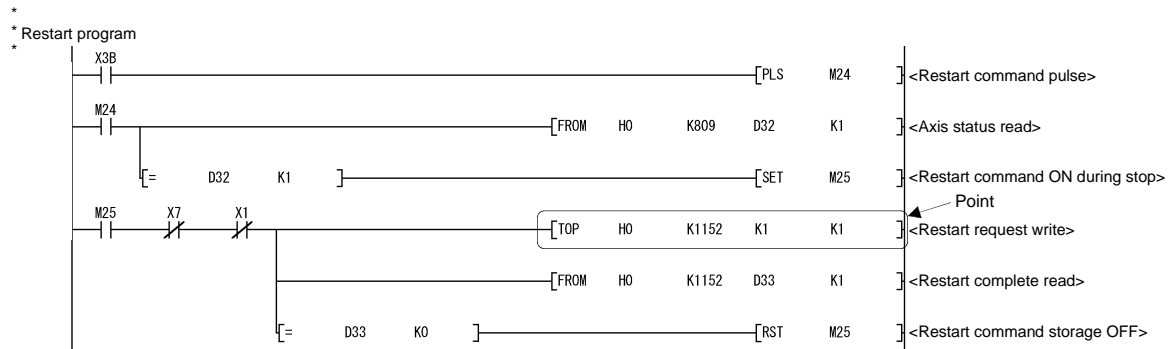 *
* Restart program
*
X3B
[PLS M24 ] <Restart command pulse>
M24
[FROM H0 K809 D32 K1 ] <Axis status read>
[= D32 K1 ] [SET M25 ] <Restart command ON during stop>
Point
M25 X7 X1
[TOP H0 K1152 K1 K1 ] <Restart request write>
[FROM H0 K1152 D33 K1 ] <Restart complete read>
[= D33 K0 ] [RST M25 ] <Restart command storage OFF>